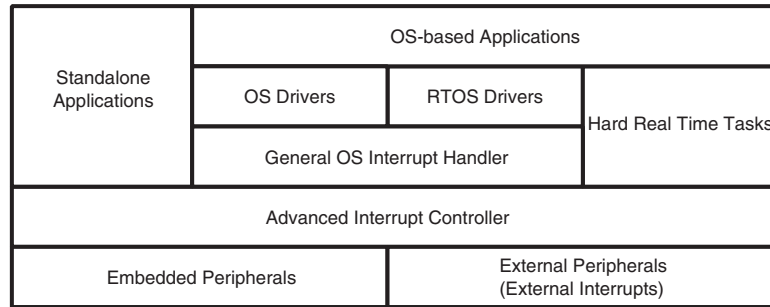 OS-based Applications
Standalone
Applications
OS Drivers
RTOS Drivers
Hard Real Time Tasks
General OS Interrupt Handler
Advanced Interrupt Controller
Embedded Peripherals
External Peripherals
(External Interrupts)